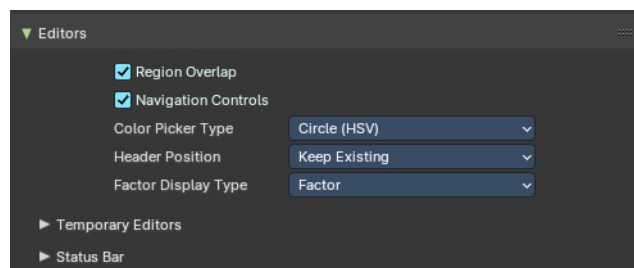 Editors
Region Overlap
Navigation Controls
Color Picker Type Circle (HSV)
Header Position Keep Existing
Factor Display Type Factor
Temporary Editors
Status Bar